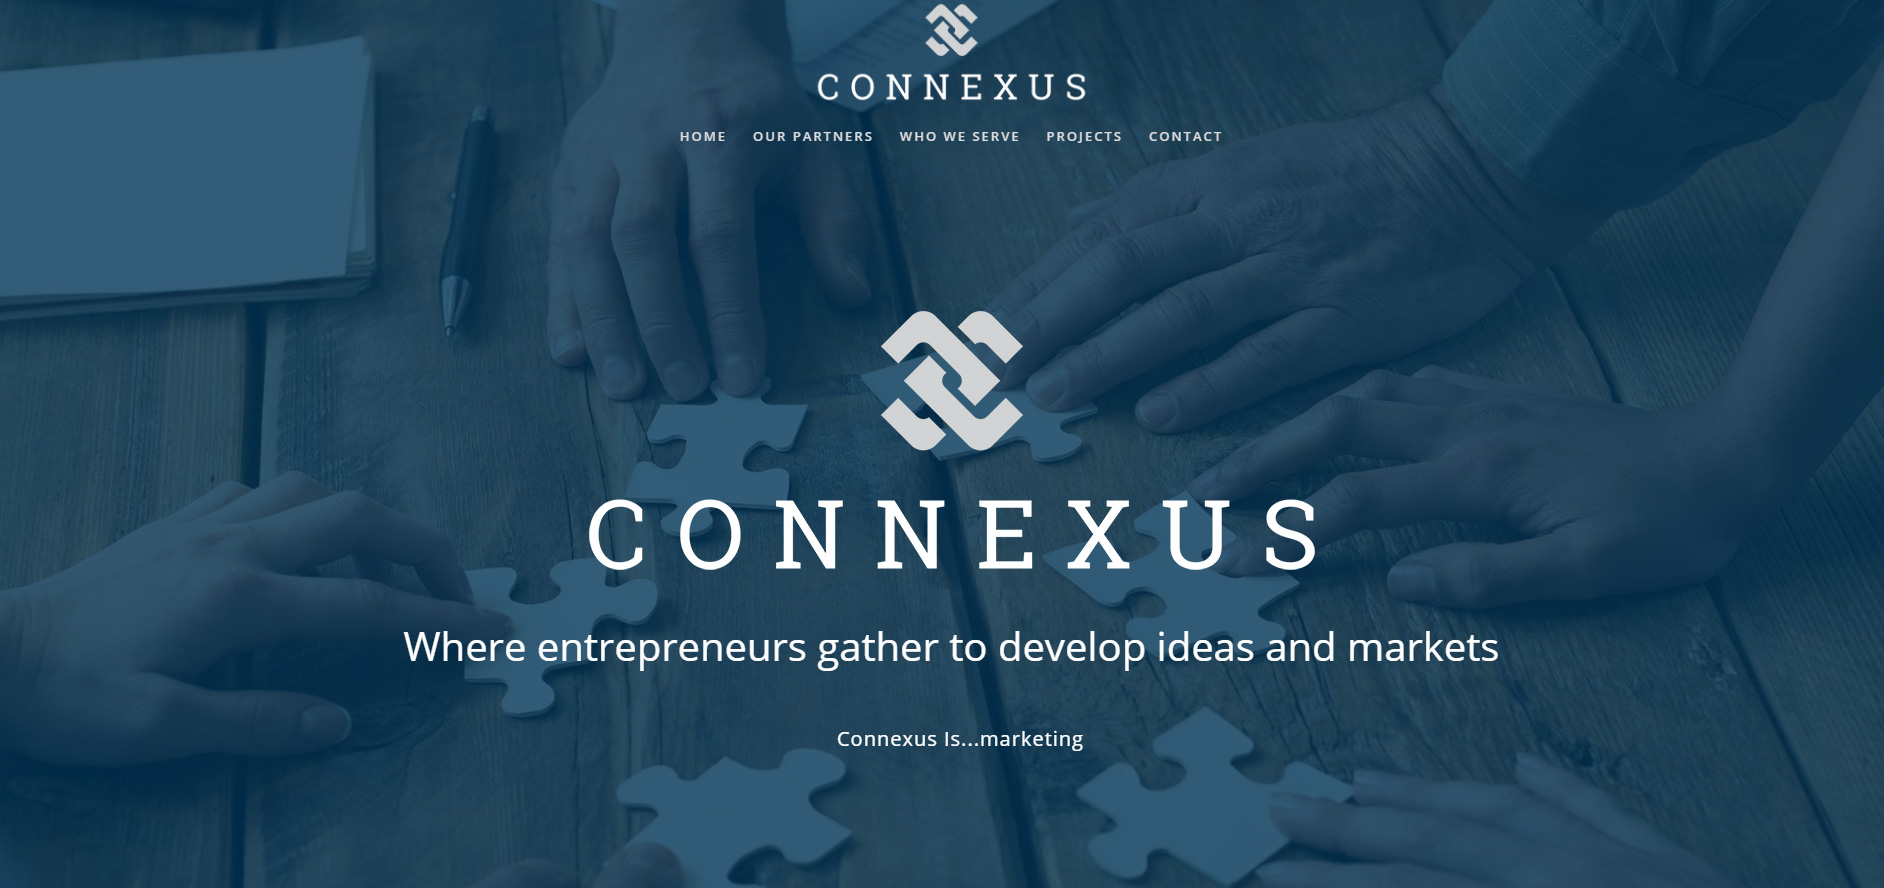 CONNEXUS
HOME OUR PARTNERS WHO WE SERVE PROJECTS CONTACT
CONNEXUS
Where entrepreneurs gather to develop ideas and markets
Connexus Is...marketing